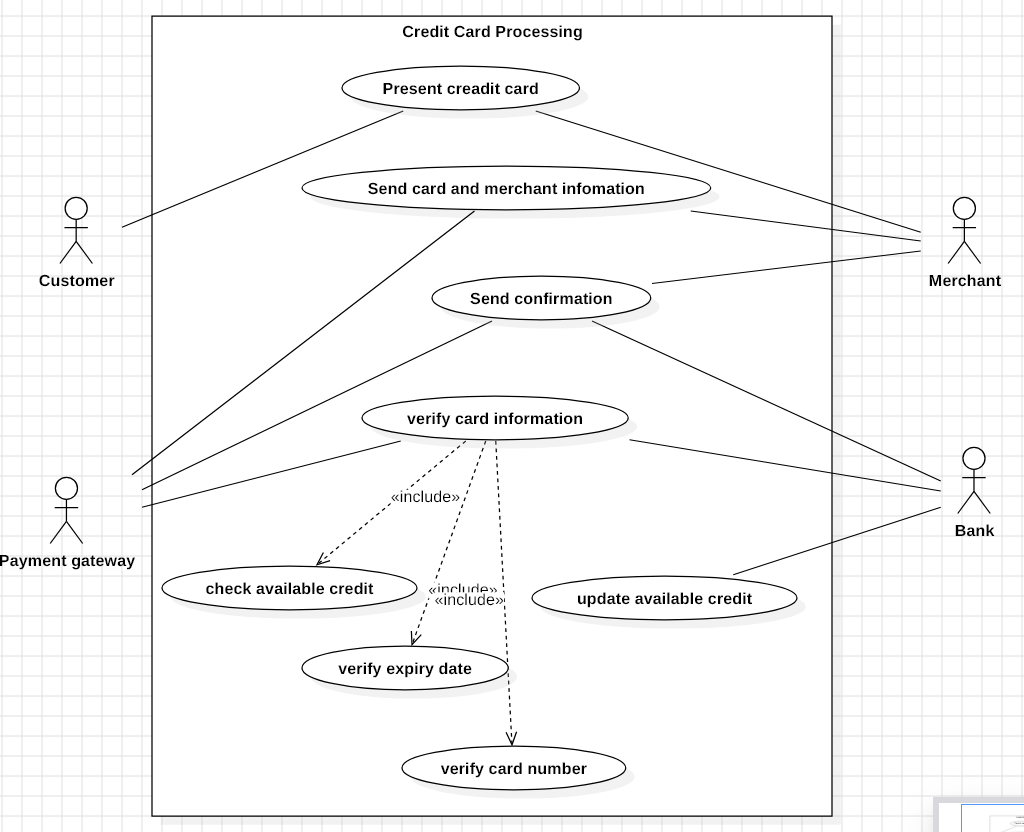 Credit Card Processing
Present creadit card
Send card and merchant infomation
Customer
Merchant
Send confirmation
verify card information
«include»
Payment gateway
Bank
check available credit
«include»
«include»
update available credit
verify expiry date
verify card number